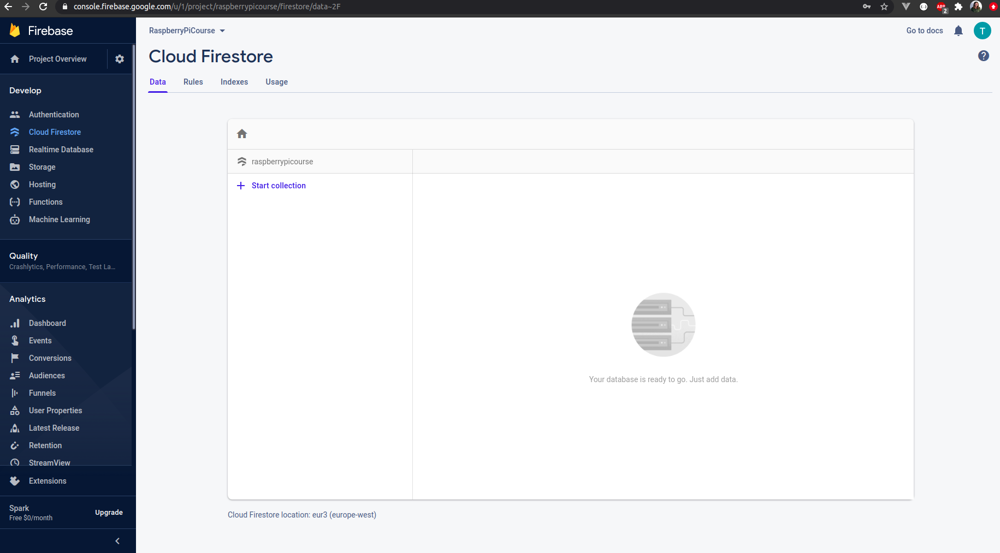 console.firebase.google.com/u/1/project/raspberrypicourse/firestore/data~2F
ABP
2
Firebase
Project Overview
Develop
Authentication
Cloud Firestore
Realtime Database
Storage
Hosting
Functions
Machine Learning
Quality
Crashlytics, Performance, Test La...
Analytics
Dashboard
Events
Conversions
Audiences
Funnels
User Properties
Latest Release
Retention
StreamView
Extensions
Spark
Free $0/month
Upgrade
RaspberryPiCourse
Go to docs
T
Cloud Firestore
?
Data Rules Indexes Usage
raspberrypicourse
Start collection
Your database is ready to go. Just add data.
Cloud Firestore location: eur3 (europe-west)